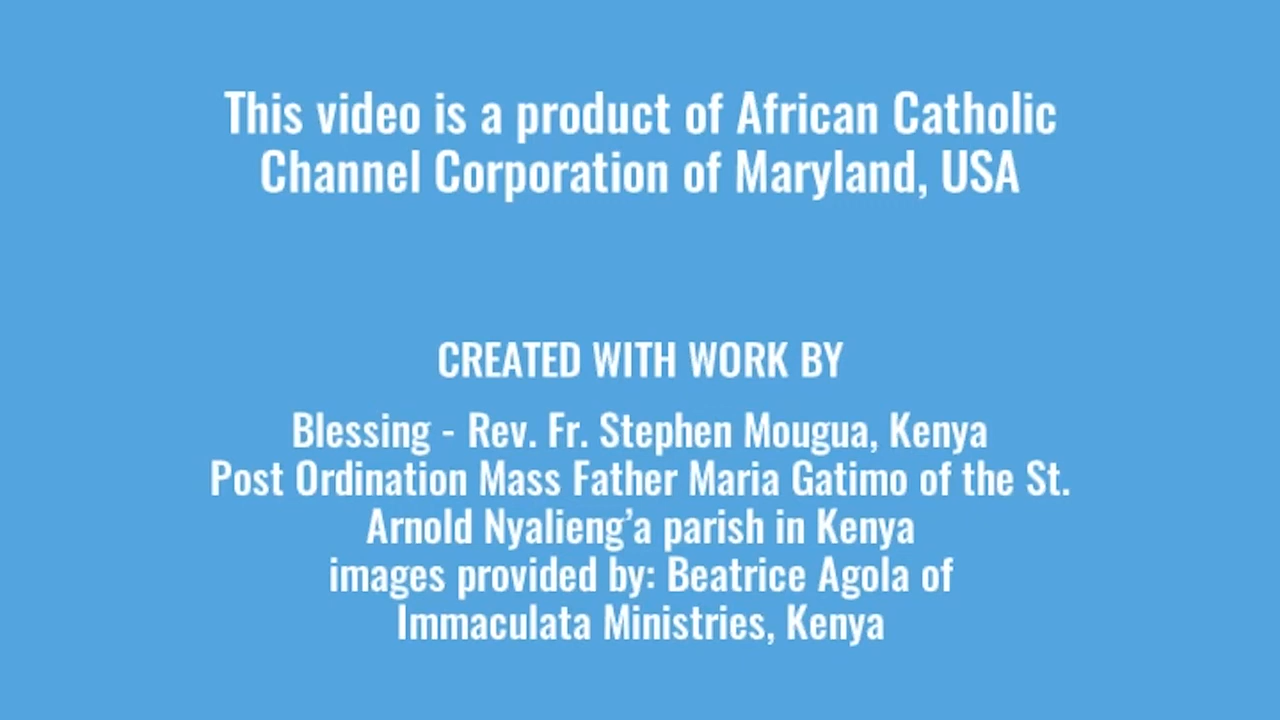 This video is a product of African Catholic
Channel Corporation of Maryland, USA
CREATED WITH WORK BY
Blessing - Rev. Fr. Stephen Mougua, Kenya
Post Ordination Mass Father Maria Gatimo of the St.
Arnold Nyalieng’a parish in Kenya
images provided by: Beatrice Agola of
Immaculata Ministries, Kenya